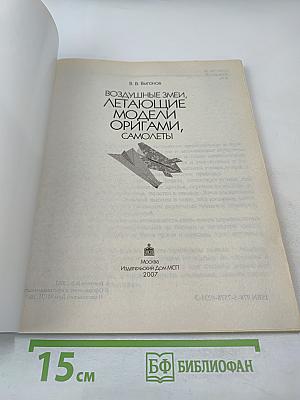 В. В. Выгонов
ВОЗДУШНЫЕ ЗМЕИ,
ЛЕТАЮЩИЕ
МОДЕЛИ
ОРИГАМИ,
САМОЛЕТЫ
Москва
Издательский Дом МСП
2007
15 см
БФ БИБЛИОФАН